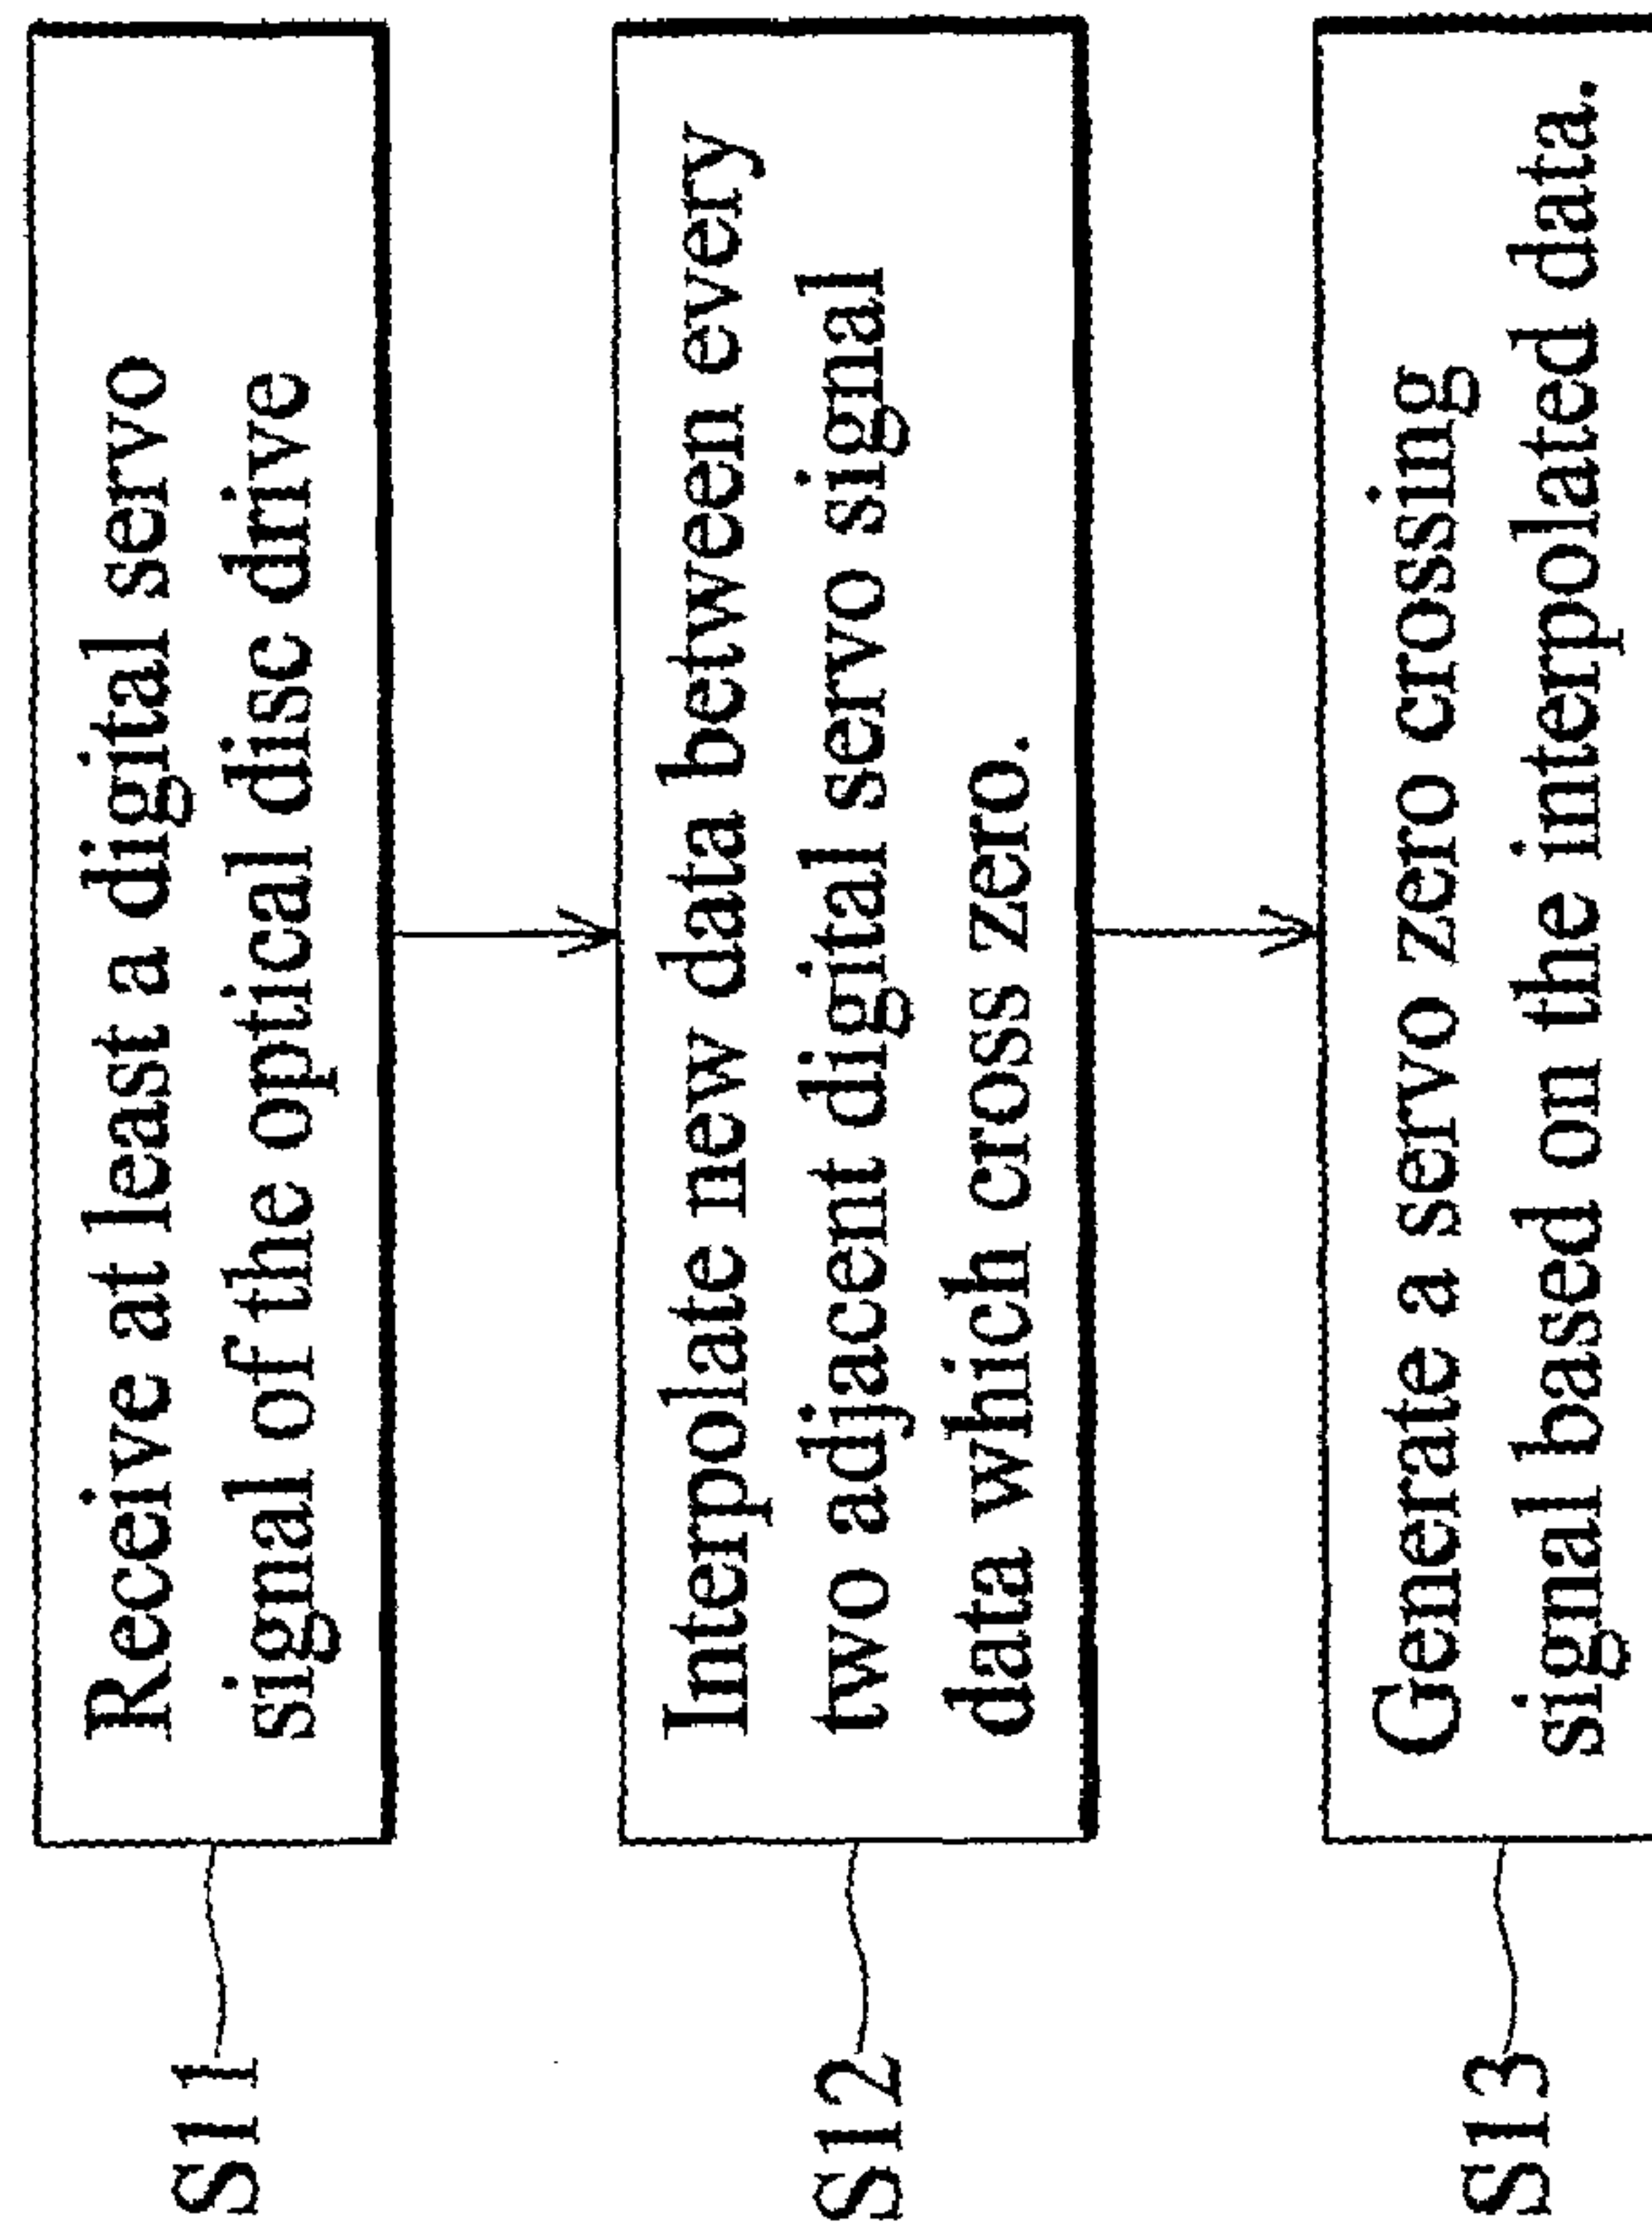 S11
Receive at least a digital servo
signal of the optical disc drive
S12
Interpolate new data between every
two adjacent digital servo signal
data which cross zero.
S13
Generate a servo zero crossing
signal based on the interpolated data.